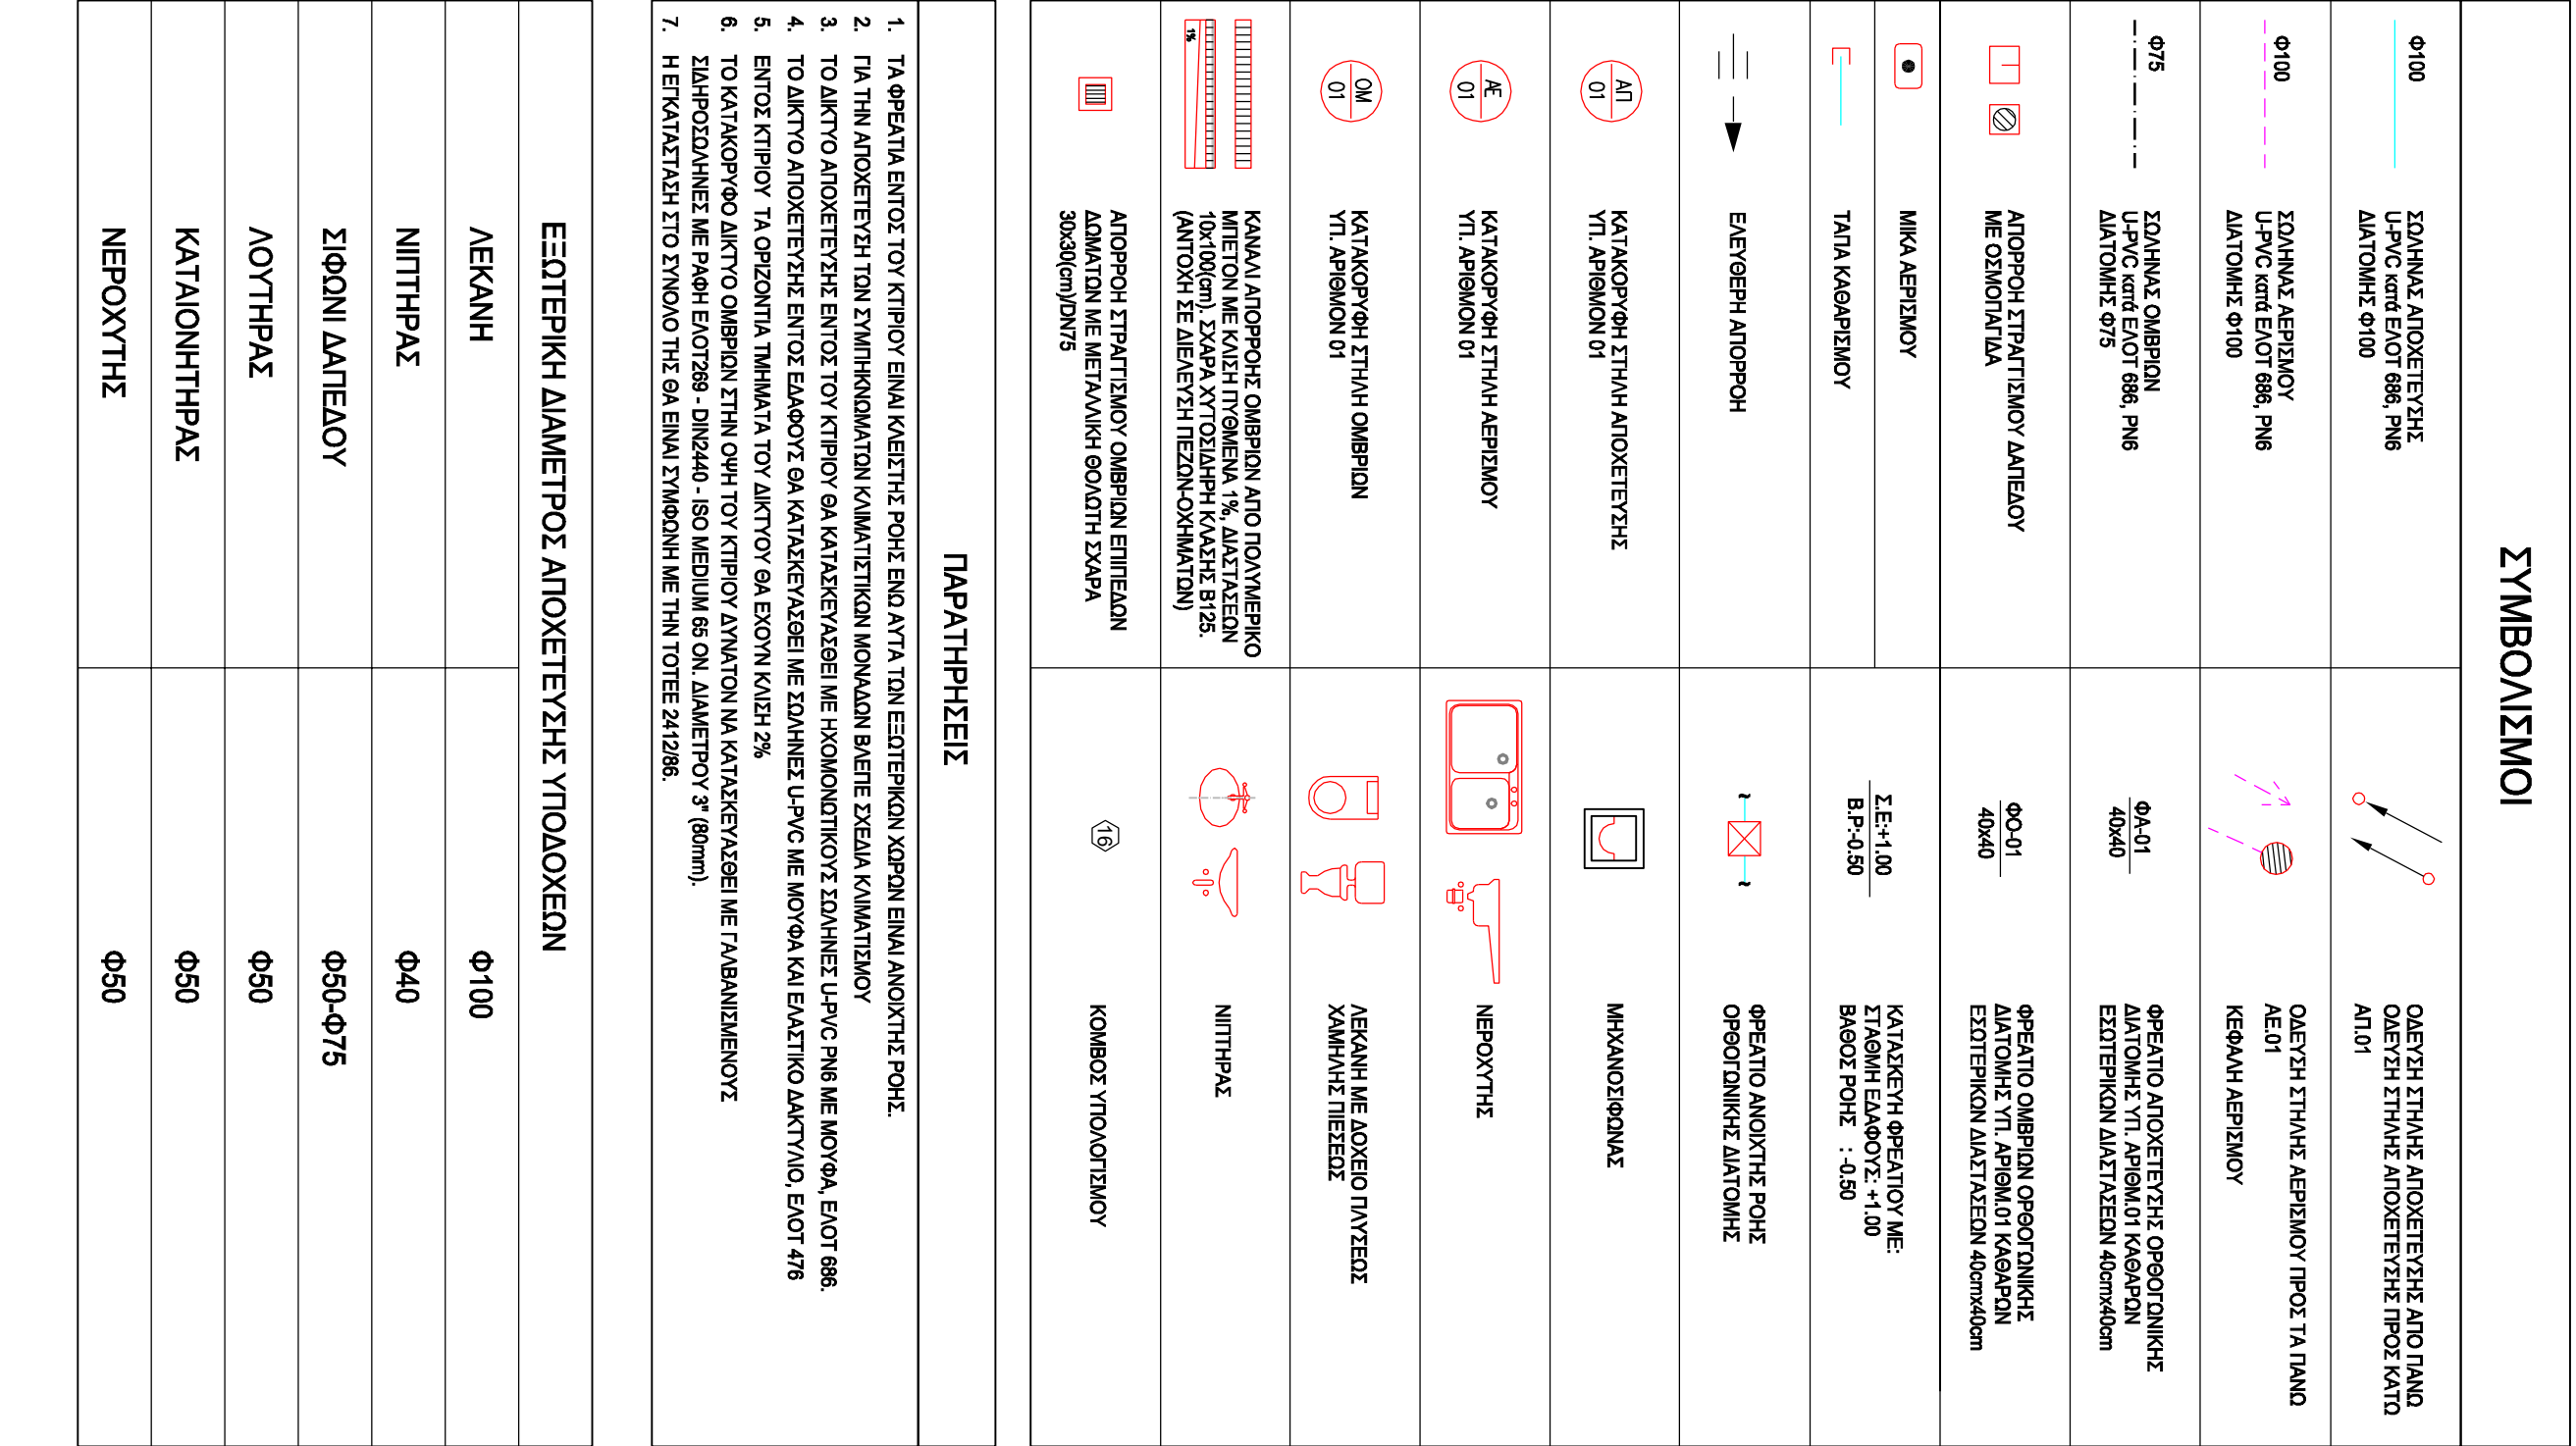 ΣΥΜΒΟΛΙΣΜΟΙ
Φ100
ΣΩΛΗΝΑΣ ΑΠΟΧΕΤΕΥΣΗΣ
U-PVC κατά ΕΛΟΤ 686, PN6
ΔΙΑΤΟΜΗΣ Φ100
ΟΔΕΥΣΗ ΣΤΗΛΗΣ ΑΠΟΧΕΤΕΥΣΗΣ ΑΠΟ ΠΑΝΩ
ΟΔΕΥΣΗ ΣΤΗΛΗΣ ΑΠΟΧΕΤΕΥΣΗΣ ΠΡΟΣ ΚΑΤΩ
ΑΠ.01
Φ100
ΣΩΛΗΝΑΣ ΑΕΡΙΣΜΟΥ
U-PVC κατά ΕΛΟΤ 686, PN6
ΔΙΑΤΟΜΗΣ Φ100
ΟΔΕΥΣΗ ΣΤΗΛΗΣ ΑΕΡΙΣΜΟΥ ΠΡΟΣ ΤΑ ΠΑΝΩ
ΑΕ.01
ΚΕΦΑΛΗ ΑΕΡΙΣΜΟΥ
Φ75
ΣΩΛΗΝΑΣ ΟΜΒΡΙΩΝ
U-PVC κατά ΕΛΟΤ 686, PN6
ΔΙΑΤΟΜΗΣ Φ75
ΦΑ-01
40x40
ΦΡΕΑΤΙΟ ΑΠΟΧΕΤΕΥΣΗΣ ΟΡΘΟΓΩΝΙΚΗΣ
ΔΙΑΤΟΜΗΣ ΥΠ. ΑΡΙΘΜ.01 ΚΑΘΑΡΩΝ
ΕΣΩΤΕΡΙΚΩΝ ΔΙΑΣΤΑΣΕΩΝ 40cmx40cm
ΑΠΟΡΡΟΗ ΣΤΡΑΓΓΙΣΜΟΥ ΔΑΠΕΔΟΥ
ΜΕ ΟΣΜΟΠΑΓΙΔΑ
ΦΟ-01
40x40
ΦΡΕΑΤΙΟ ΟΜΒΡΙΩΝ ΟΡΘΟΓΩΝΙΚΗΣ
ΔΙΑΤΟΜΗΣ ΥΠ. ΑΡΙΘΜ.01 ΚΑΘΑΡΩΝ
ΕΣΩΤΕΡΙΚΩΝ ΔΙΑΣΤΑΣΕΩΝ 40cmx40cm
ΜΙΚΑ ΑΕΡΙΣΜΟΥ
ΤΑΠΑ ΚΑΘΑΡΙΣΜΟΥ
Σ.Ε:+1.00
Β.Ρ:-0.50
ΚΑΤΑΣΚΕΥΗ ΦΡΕΑΤΙΟΥ ΜΕ:
ΣΤΑΘΜΗ ΕΔΑΦΟΥΣ: +1.00
ΒΑΘΟΣ ΡΟΗΣ : -0.50
ΕΛΕΥΘΕΡΗ ΑΠΟΡΡΟΗ
ΦΡΕΑΤΙΟ ΑΝΟΙΧΤΗΣ ΡΟΗΣ
ΟΡΘΟΓΩΝΙΚΗΣ ΔΙΑΤΟΜΗΣ
ΑΠ
01
ΚΑΤΑΚΟΡΥΦΗ ΣΤΗΛΗ ΑΠΟΧΕΤΕΥΣΗΣ
ΥΠ. ΑΡΙΘΜΟΝ 01
ΜΗΧΑΝΟΣΙΦΩΝΑΣ
ΑΕ
01
ΚΑΤΑΚΟΡΥΦΗ ΣΤΗΛΗ ΑΕΡΙΣΜΟΥ
ΥΠ. ΑΡΙΘΜΟΝ 01
ΝΕΡΟΧΥΤΗΣ
ΟΜ
01
ΚΑΤΑΚΟΡΥΦΗ ΣΤΗΛΗ ΟΜΒΡΙΩΝ
ΥΠ. ΑΡΙΘΜΟΝ 01
ΛΕΚΑΝΗ ΜΕ ΔΟΧΕΙΟ ΠΛΥΣΕΩΣ
ΧΑΜΗΛΗΣ ΠΙΕΣΕΩΣ
1%
ΚΑΝΑΛΙ ΑΠΟΡΡΟΗΣ ΟΜΒΡΙΩΝ ΑΠΟ ΠΟΛΥΜΕΡΙΚΟ
ΜΠΕΤΟΝ ΜΕ ΚΛΙΣΗ ΠΥΘΜΕΝΑ 1%, ΔΙΑΣΤΑΣΕΩΝ
10x100(cm). ΣΧΑΡΑ ΧΥΤΟΣΙΔΗΡΗ ΚΛΑΣΗΣ Β125.
(ΑΝΤΟΧΗ ΣΕ ΔΙΕΛΕΥΣΗ ΠΕΖΩΝ-ΟΧΗΜΑΤΩΝ)
ΝΙΠΤΗΡΑΣ
ΑΠΟΡΡΟΗ ΣΤΡΑΓΓΙΣΜΟΥ ΟΜΒΡΙΩΝ ΕΠΙΠΕΔΩΝ
ΔΩΜΑΤΩΝ ΜΕ ΜΕΤΑΛΛΙΚΗ ΘΟΛΩΤΗ ΣΧΑΡΑ
30x30(cm)/DN75
16
ΚΟΜΒΟΣ ΥΠΟΛΟΓΙΣΜΟΥ
ΠΑΡΑΤΗΡΗΣΕΙΣ
1. ΤΑ ΦΡΕΑΤΙΑ ΕΝΤΟΣ ΤΟΥ ΚΤΙΡΙΟΥ ΕΙΝΑΙ ΚΛΕΙΣΤΗΣ ΡΟΗΣ ΕΝΩ ΑΥΤΑ ΤΩΝ ΕΞΩΤΕΡΙΚΩΝ ΧΩΡΩΝ ΕΙΝΑΙ ΑΝΟΙΧΤΗΣ ΡΟΗΣ.
2. ΓΙΑ ΤΗΝ ΑΠΟΧΕΤΕΥΣΗ ΤΩΝ ΣΥΜΠΗΚΝΩΜΑΤΩΝ ΚΛΙΜΑΤΙΣΤΙΚΩΝ ΜΟΝΑΔΩΝ ΒΛΕΠΕ ΣΧΕΔΙΑ ΚΛΙΜΑΤΙΣΜΟΥ
3. ΤΟ ΔΙΚΤΥΟ ΑΠΟΧΕΤΕΥΣΗΣ ΕΝΤΟΣ ΤΟΥ ΚΤΙΡΙΟΥ ΘΑ ΚΑΤΑΣΚΕΥΑΣΘΕΙ ΜΕ ΗΧΟΜΟΝΩΤΙΚΟΥΣ ΣΩΛΗΝΕΣ U-PVC PN6 ΜΕ ΜΟΥΦΑ, ΕΛΟΤ 686.
4. ΤΟ ΔΙΚΤΥΟ ΑΠΟΧΕΤΕΥΣΗΣ ΕΝΤΟΣ ΕΔΑΦΟΥΣ ΘΑ ΚΑΤΑΣΚΕΥΑΣΘΕΙ ΜΕ ΣΩΛΗΝΕΣ U-PVC ΜΕ ΜΟΥΦΑ ΚΑΙ ΕΛΑΣΤΙΚΟ ΔΑΚΤΥΛΙΟ, ΕΛΟΤ 476
5. ΕΝΤΟΣ ΚΤΙΡΙΟΥ ΤΑ ΟΡΙΖΟΝΤΙΑ ΤΜΗΜΑΤΑ ΤΟΥ ΔΙΚΤΥΟΥ ΘΑ ΕΧΟΥΝ ΚΛΙΣΗ 2%
6. ΤΟ ΚΑΤΑΚΟΡΥΦΟ ΔΙΚΤΥΟ ΟΜΒΡΙΩΝ ΣΤΗΝ ΟΨΗ ΤΟΥ ΚΤΙΡΙΟΥ ΔΥΝΑΤΟΝ ΝΑ ΚΑΤΑΣΚΕΥΑΣΘΕΙ ΜΕ ΓΑΛΒΑΝΙΣΜΕΝΟΥΣ
ΣΙΔΗΡΟΣΩΛΗΝΕΣ ΜΕ ΡΑΦΗ ΕΛΟΤ269 - DIN2440 - ISO MEDIUM 65 ΟΝ. ΔΙΑΜΕΤΡΟΥ 3" (80mm).
7. Η ΕΓΚΑΤΑΣΤΑΣΗ ΣΤΟ ΣΥΝΟΛΟ ΤΗΣ ΘΑ ΕΙΝΑΙ ΣΥΜΦΩΝΗ ΜΕ ΤΗΝ ΤΟΤΕΕ 2412/86.
ΕΞΩΤΕΡΙΚΗ ΔΙΑΜΕΤΡΟΣ ΑΠΟΧΕΤΕΥΣΗΣ ΥΠΟΔΟΧΕΩΝ
ΛΕΚΑΝΗ Φ100
ΝΙΠΤΗΡΑΣ Φ40
ΣΙΦΩΝΙ ΔΑΠΕΔΟΥ Φ50-Φ75
ΛΟΥΤΗΡΑΣ Φ50
ΚΑΤΑΙΟΝΗΤΗΡΑΣ Φ50
ΝΕΡΟΧΥΤΗΣ Φ50